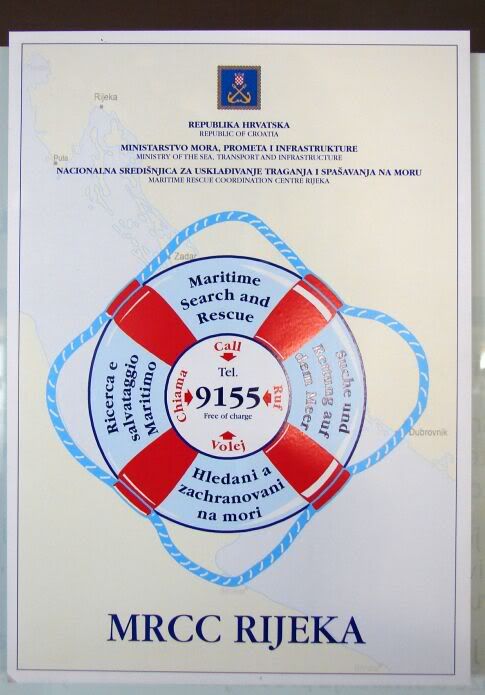 Rijeka
Pula
Zadar
Dubrovnik
REPUBLIKA HRVATSKA
REPUBLIC OF CROATIA
MINISTARSTVO MORA, PROMETA I INFRASTRUKTURE
MINISTRY OF THE SEA, TRANSPORT AND INFRASTRUCTURE
NACIONALNA SREDIŠNJICA ZA USKLAĐIVANJE TRAGANJA I SPAŠAVANJA NA MORU
MARITIME RESCUE COORDINATION CENTRE RIJEKA
Maritime
Search and
Rescue
Suche und
Rettung auf
dem Meer
Hledani a
zachranovani
na mori
Ricerca e
salvataggio
Maritimo
Call
Ruf
Volej
Chiama
Tel.
9155
Free of charge
MRCC RIJEKA